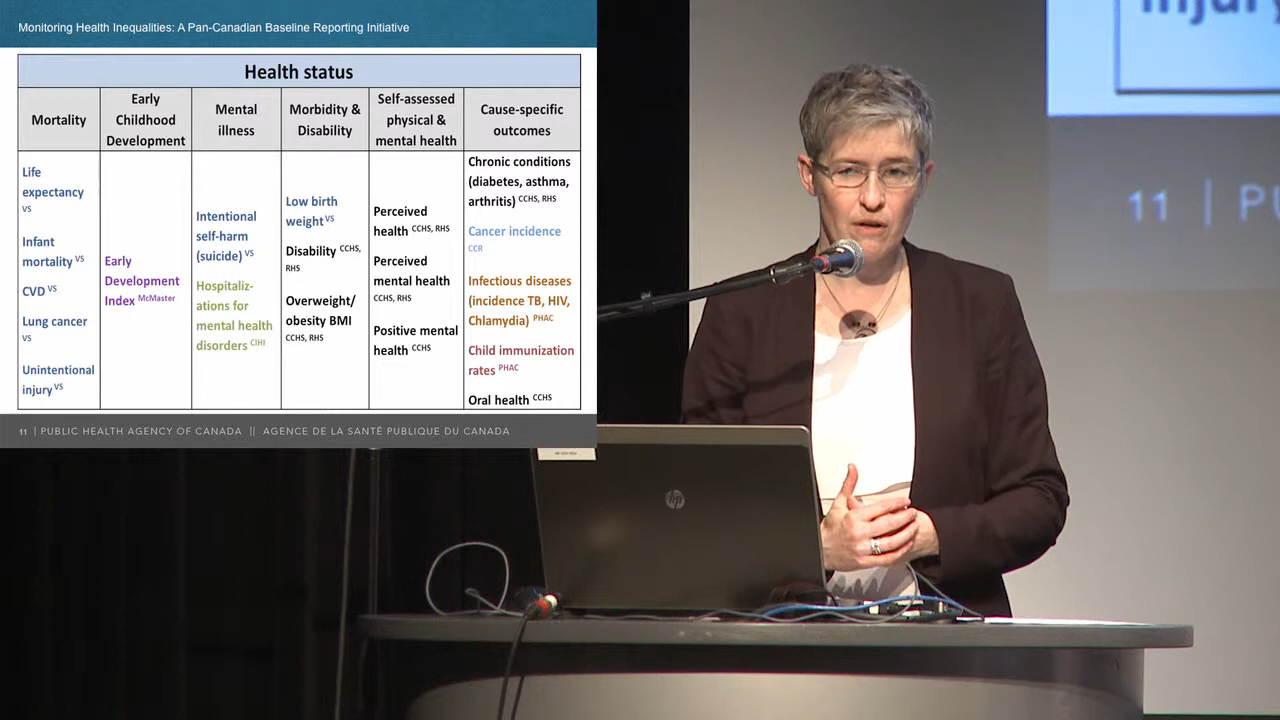 Monitoring Health Inequalities: A Pan-Canadian Baseline Reporting Initiative
Health status
Mortality
Early
Childhood
Development
Mental
illness
Morbidity &
Disability
Self-assessed
physical &
mental health
Cause-specific
outcomes
Life
expectancy
VS
Infant
mortality VS
CVD VS
Lung cancer
VS
Unintentional
injury VS
Early
Development
Index McMaster
Intentional
self-harm
(suicide) VS
Hospitaliz-
ations for
mental health
disorders CIHI
Low birth
weight VS
Disability CCHS,
RHS
Overweight/
obesity BMI
CCHS, RHS
Perceived
health CCHS, RHS
Perceived
mental health
CCHS, RHS
Positive mental
health CCHS
Chronic conditions
(diabetes, asthma,
arthritis) CCHS, RHS
Cancer incidence
CCR
Infectious diseases
(incidence TB, HIV,
Chlamydia) PHAC
Child immunization
rates PHAC
Oral health CCHS
11 | PUBLIC HEALTH AGENCY OF CANADA || AGENCE DE LA SANTÉ PUBLIQUE DU CANADA
injury
11 | PU
hp